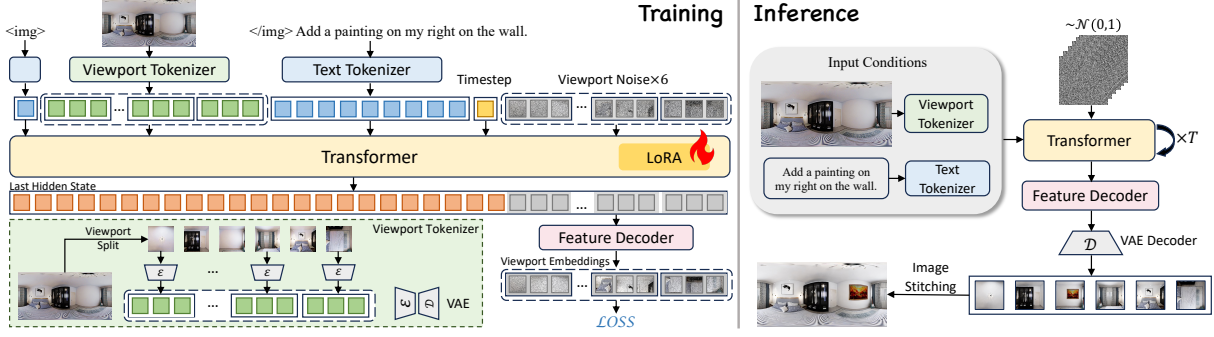 Training
<img>
</img> Add a painting on my right on the wall.
Viewport Tokenizer
Text Tokenizer
Timestep
Viewport Noise×6
...
...
Transformer
LoRA
Last Hidden State
...
Viewport Tokenizer
Viewport
Split
ε ... ε ε
...
ε D VAE
Feature Decoder
Viewport Embeddings
...
LOSS
Inference
~N(0,1)
Input Conditions
Viewport
Tokenizer
Add a painting on
my right on the wall.
Text
Tokenizer
Transformer
×T
Feature Decoder
D VAE Decoder
Image
Stitching